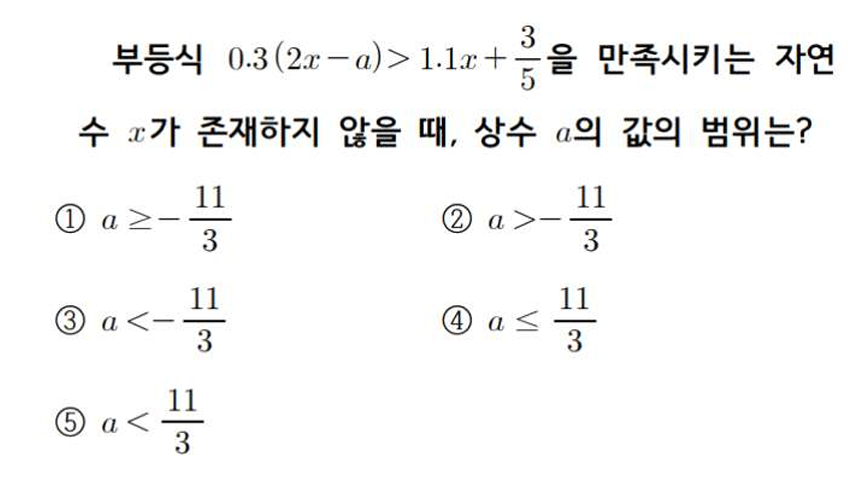 부등식 0.3(2x-a)>1.1x+\frac{3}{5}을 만족시키는 자연
수 x가 존재하지 않을 때, 상수 a의 값의 범위는?
① a≥-\frac{11}{3} ② a>-\frac{11}{3}
③ a<-\frac{11}{3} ④ a≤\frac{11}{3}
⑤ a<\frac{11}{3}